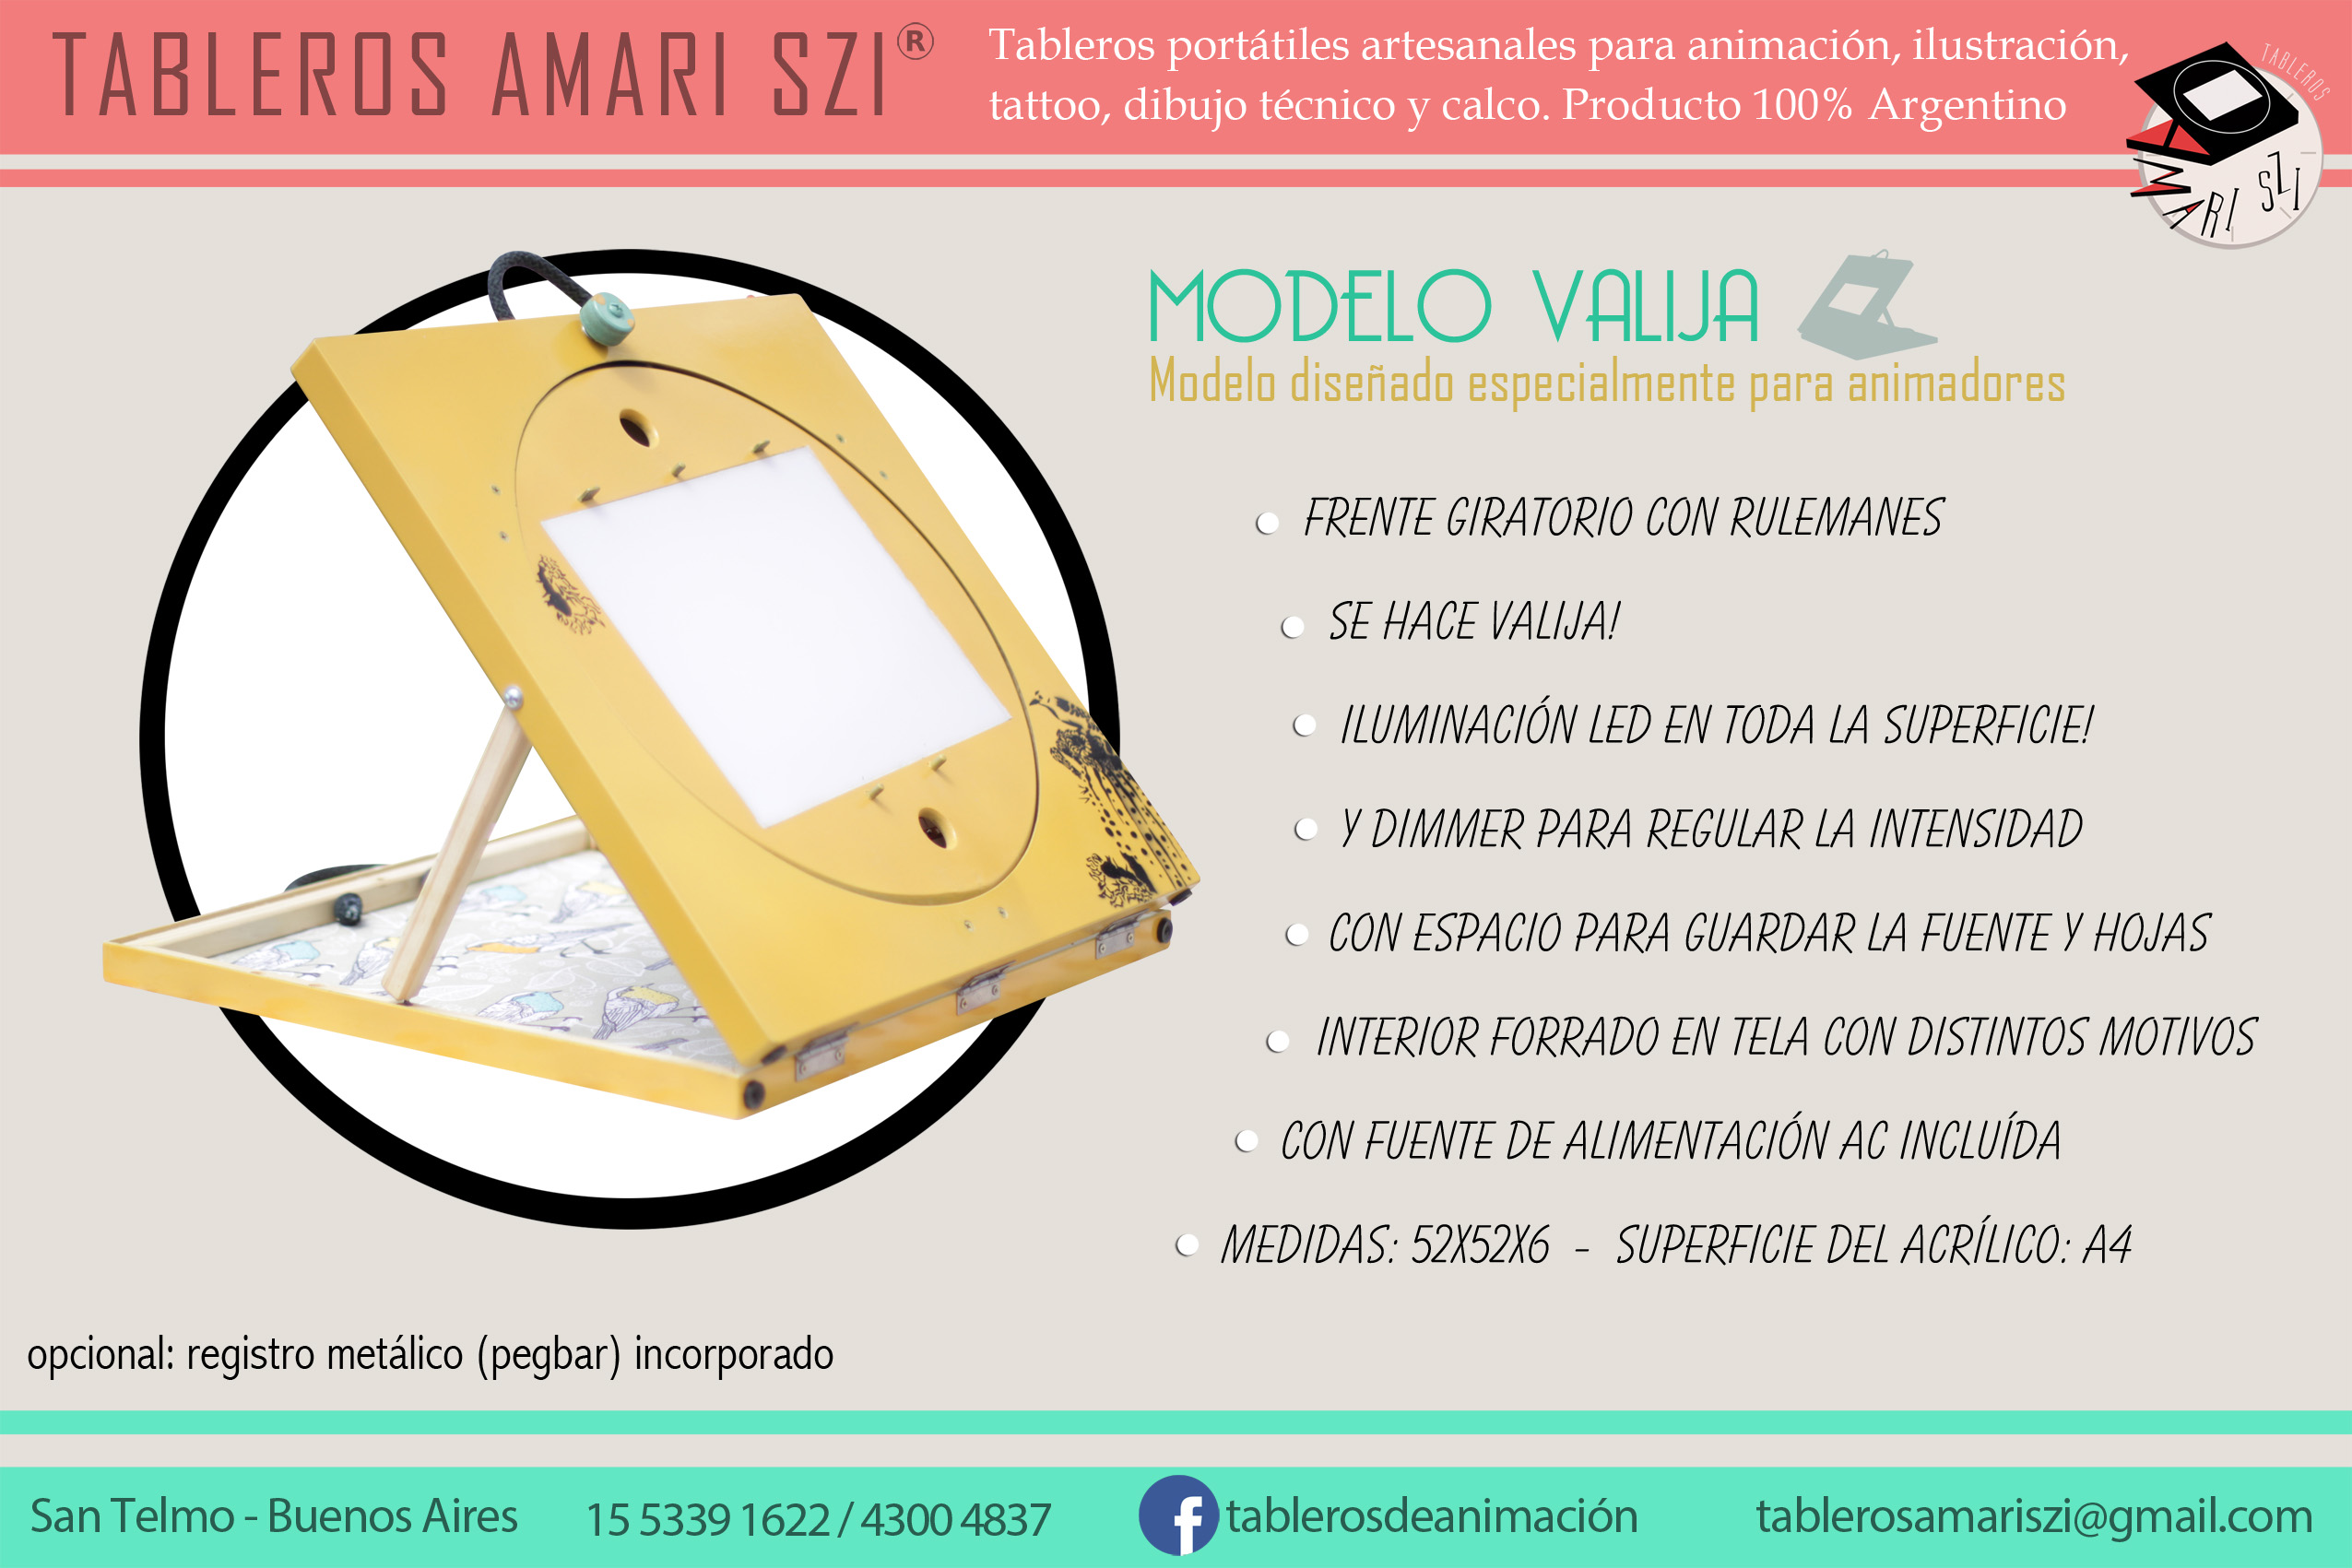 TABLEROS AMARI SZI®
Tableros portátiles artesanales para animación, ilustración,
tattoo, dibujo técnico y calco. Producto 100% Argentino
TABLEROS
AMARI SZI
MODELO VALIJA
Modelo diseñado especialmente para animadores
FRENTE GIRATORIO CON RULEMANES
SE HACE VALIJA!
ILUMINACIÓN LED EN TODA LA SUPERFICIE!
Y DIMMER PARA REGULAR LA INTENSIDAD
CON ESPACIO PARA GUARDAR LA FUENTE Y HOJAS
INTERIOR FORRADO EN TELA CON DISTINTOS MOTIVOS
CON FUENTE DE ALIMENTACIÓN AC INCLUÍDA
MEDIDAS: 52X52X6 - SUPERFICIE DEL ACRÍLICO: A4
opcional: registro metálico (pegbar) incorporado
San Telmo - Buenos Aires
15 5339 1622 / 4300 4837
tablerosdeanimación
tablerosamariszi@gmail.com